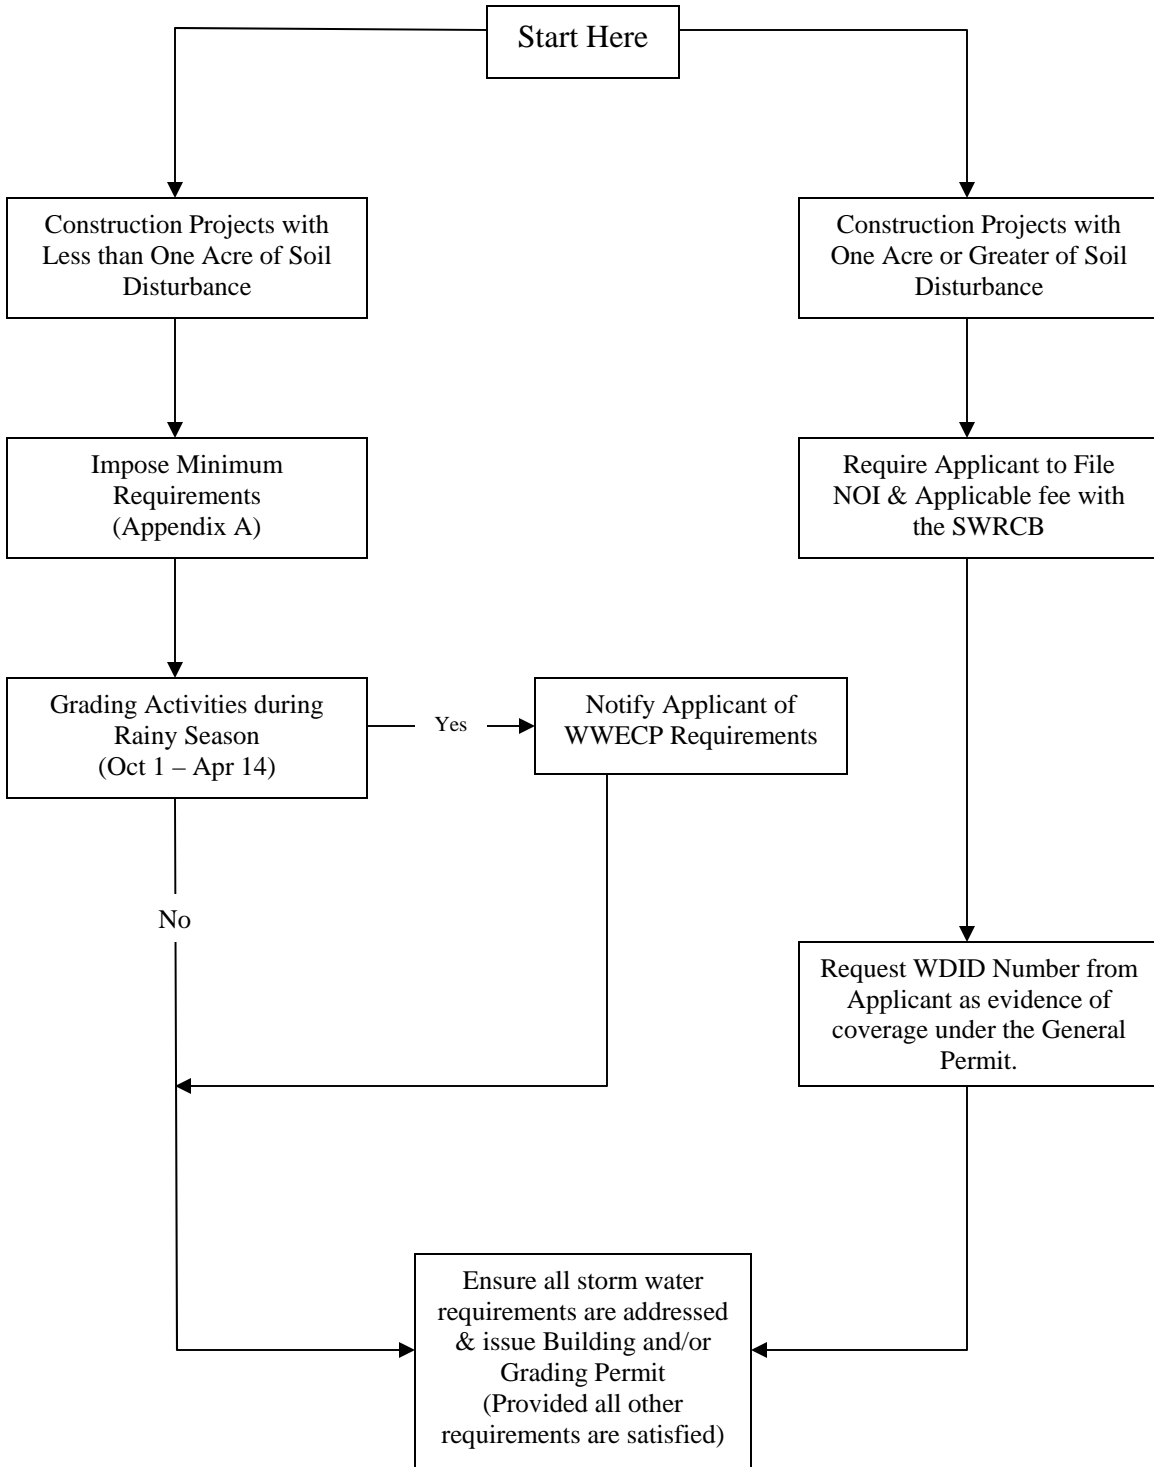 Start Here
Construction Projects with
Less than One Acre of Soil
Disturbance
Construction Projects with
One Acre or Greater of Soil
Disturbance
Impose Minimum
Requirements
(Appendix A)
Require Applicant to File
NOI & Applicable fee with
the SWRCB
Grading Activities during
Rainy Season
(Oct 1 – Apr 14)
Yes
Notify Applicant of
WWECP Requirements
No
Request WDID Number from
Applicant as evidence of
coverage under the General
Permit.
Ensure all storm water
requirements are addressed
& issue Building and/or
Grading Permit
(Provided all other
requirements are satisfied)